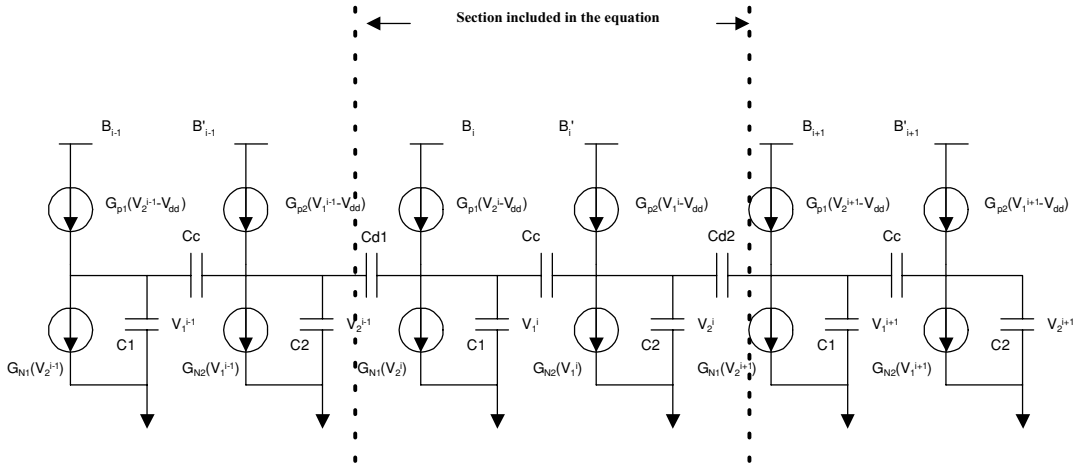 Section included in the equation
B_{i-1} B'_{i-1} B_i B_i' B_{i+1} B'_{i+1}
G_{p1}(V_2^{i-1}-V_{dd}) G_{p2}(V_1^{i-1}-V_{dd}) G_{p1}(V_2^i-V_{dd}) G_{p2}(V_1^i-V_{dd}) G_{p1}(V_2^{i+1}-V_{dd}) G_{p2}(V_1^{i+1}-V_{dd})
Cc Cd1 Cc Cd2 Cc
V_1^{i-1} V_2^{i-1} V_1^i V_2^i V_1^{i+1} V_2^{i+1}
C1 C2 C1 C2 C1 C2
G_{N1}(V_2^{i-1}) G_{N2}(V_1^{i-1}) G_{N1}(V_2^i) G_{N2}(V_1^i) G_{N1}(V_2^{i+1}) G_{N2}(V_1^{i+1})